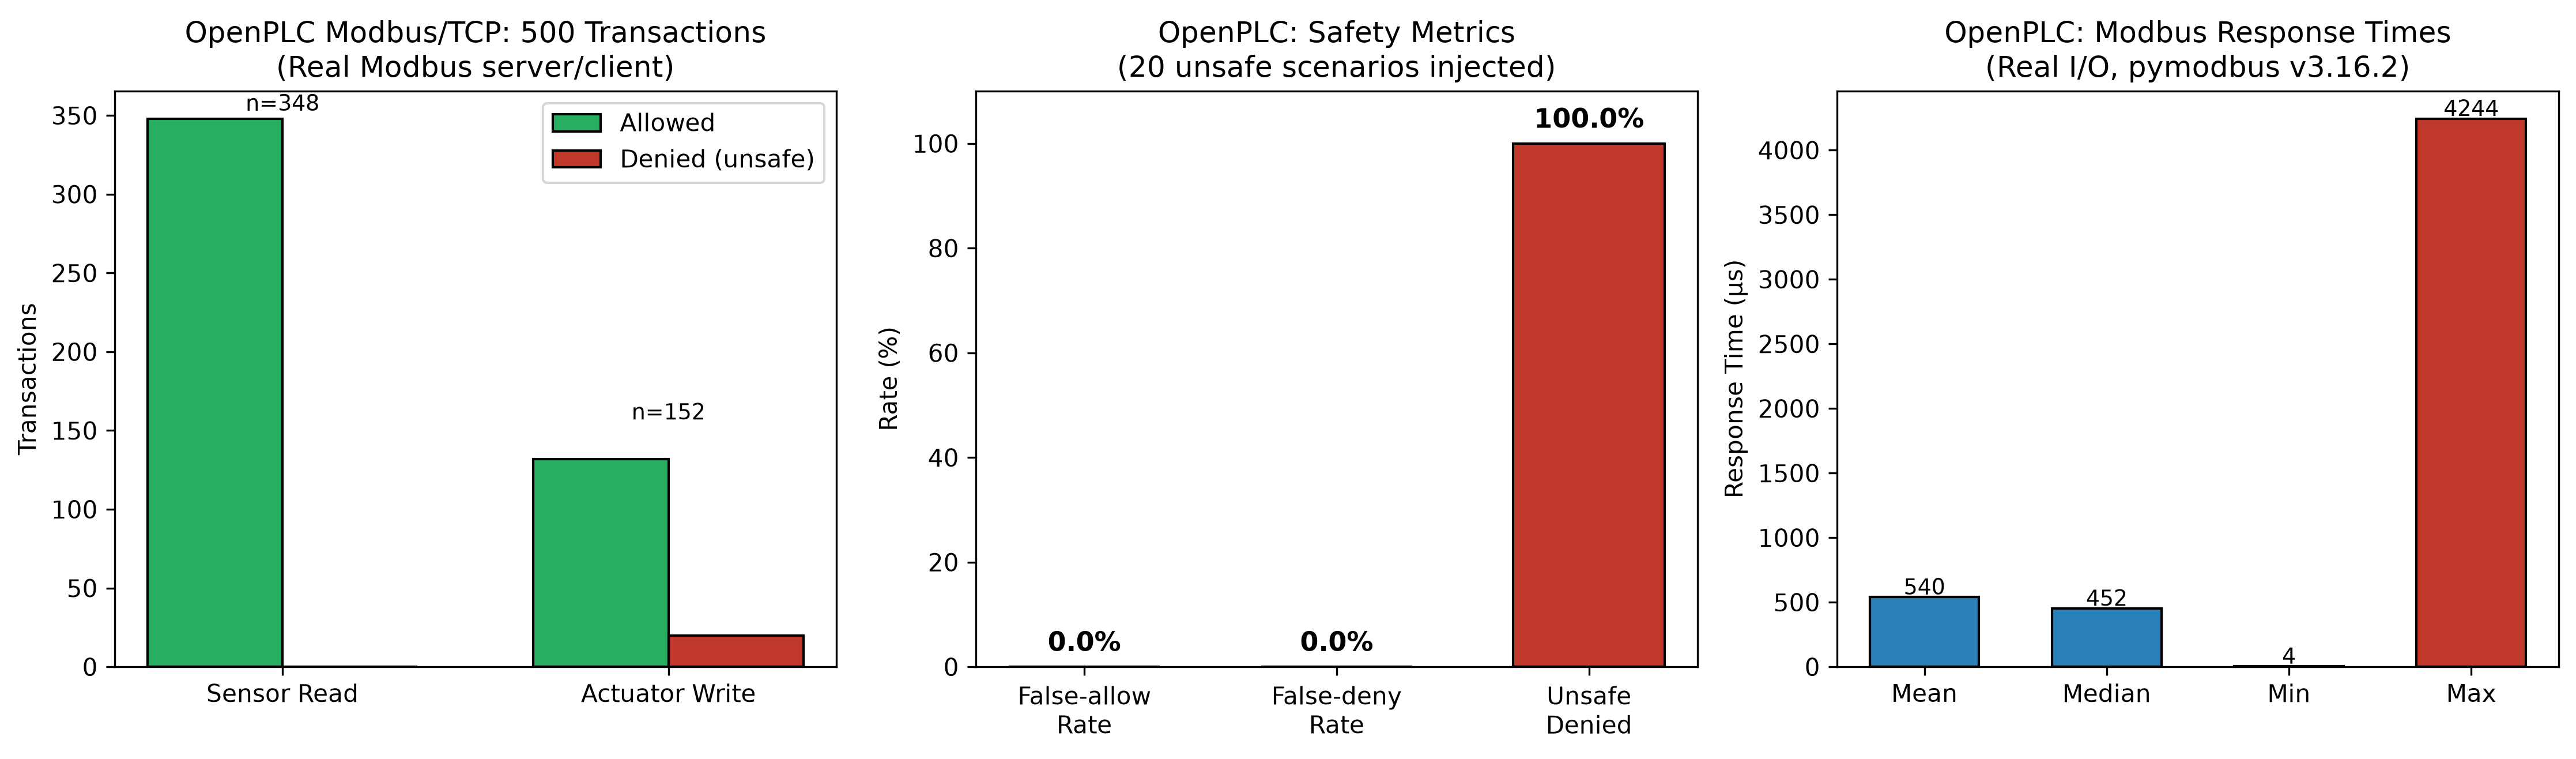 OpenPLC Modbus/TCP: 500 Transactions
(Real Modbus server/client)
Transactions
350
300
250
200
150
100
50
0
n=348
n=152
Allowed
Denied (unsafe)
Sensor Read
Actuator Write
OpenPLC: Safety Metrics
(20 unsafe scenarios injected)
Rate (%)
100
80
60
40
20
0
0.0%
0.0%
100.0%
False-allow
Rate
False-deny
Rate
Unsafe
Denied
OpenPLC: Modbus Response Times
(Real I/O, pymodbus v3.16.2)
Response Time (µs)
4000
3500
3000
2500
2000
1500
1000
500
0
540
452
4
4244
Mean
Median
Min
Max